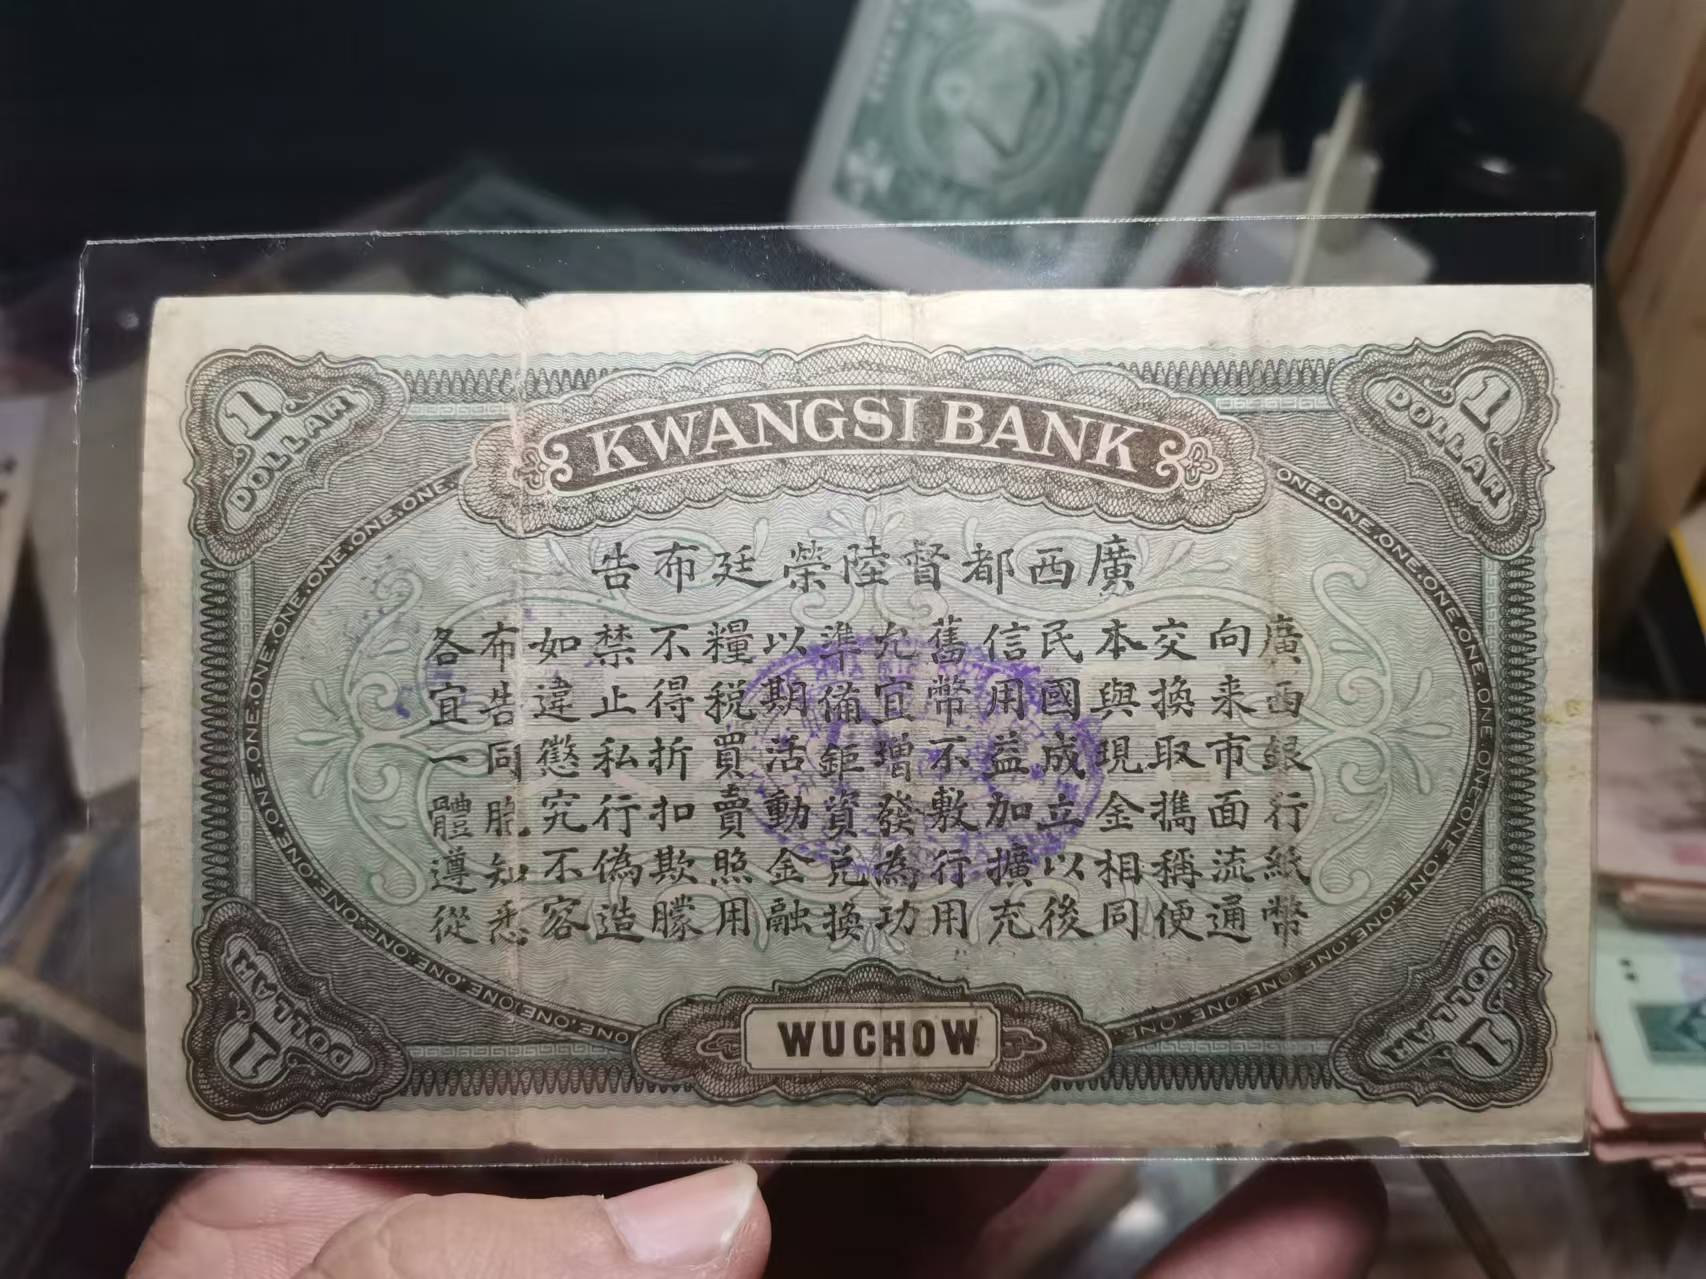 1 DOLLAR
KWANGSI BANK
1 DOLLAR
廣西都督陸榮廷布告
廣西銀行紙幣
向来市面流通
交換取攜稱便
本與現金相同
民國成立以後
信用益加擴充
舊幣不敷行用
允宜增發為功
準備鉅資兌換
以期活動金融
糧税買賣照用
不得折扣欺朦
禁止私行偽造
如違懲究不容
布告同胞知悉
各宜一體遵從
1 DOLLAR
WUCHOW
1 DOLLAR